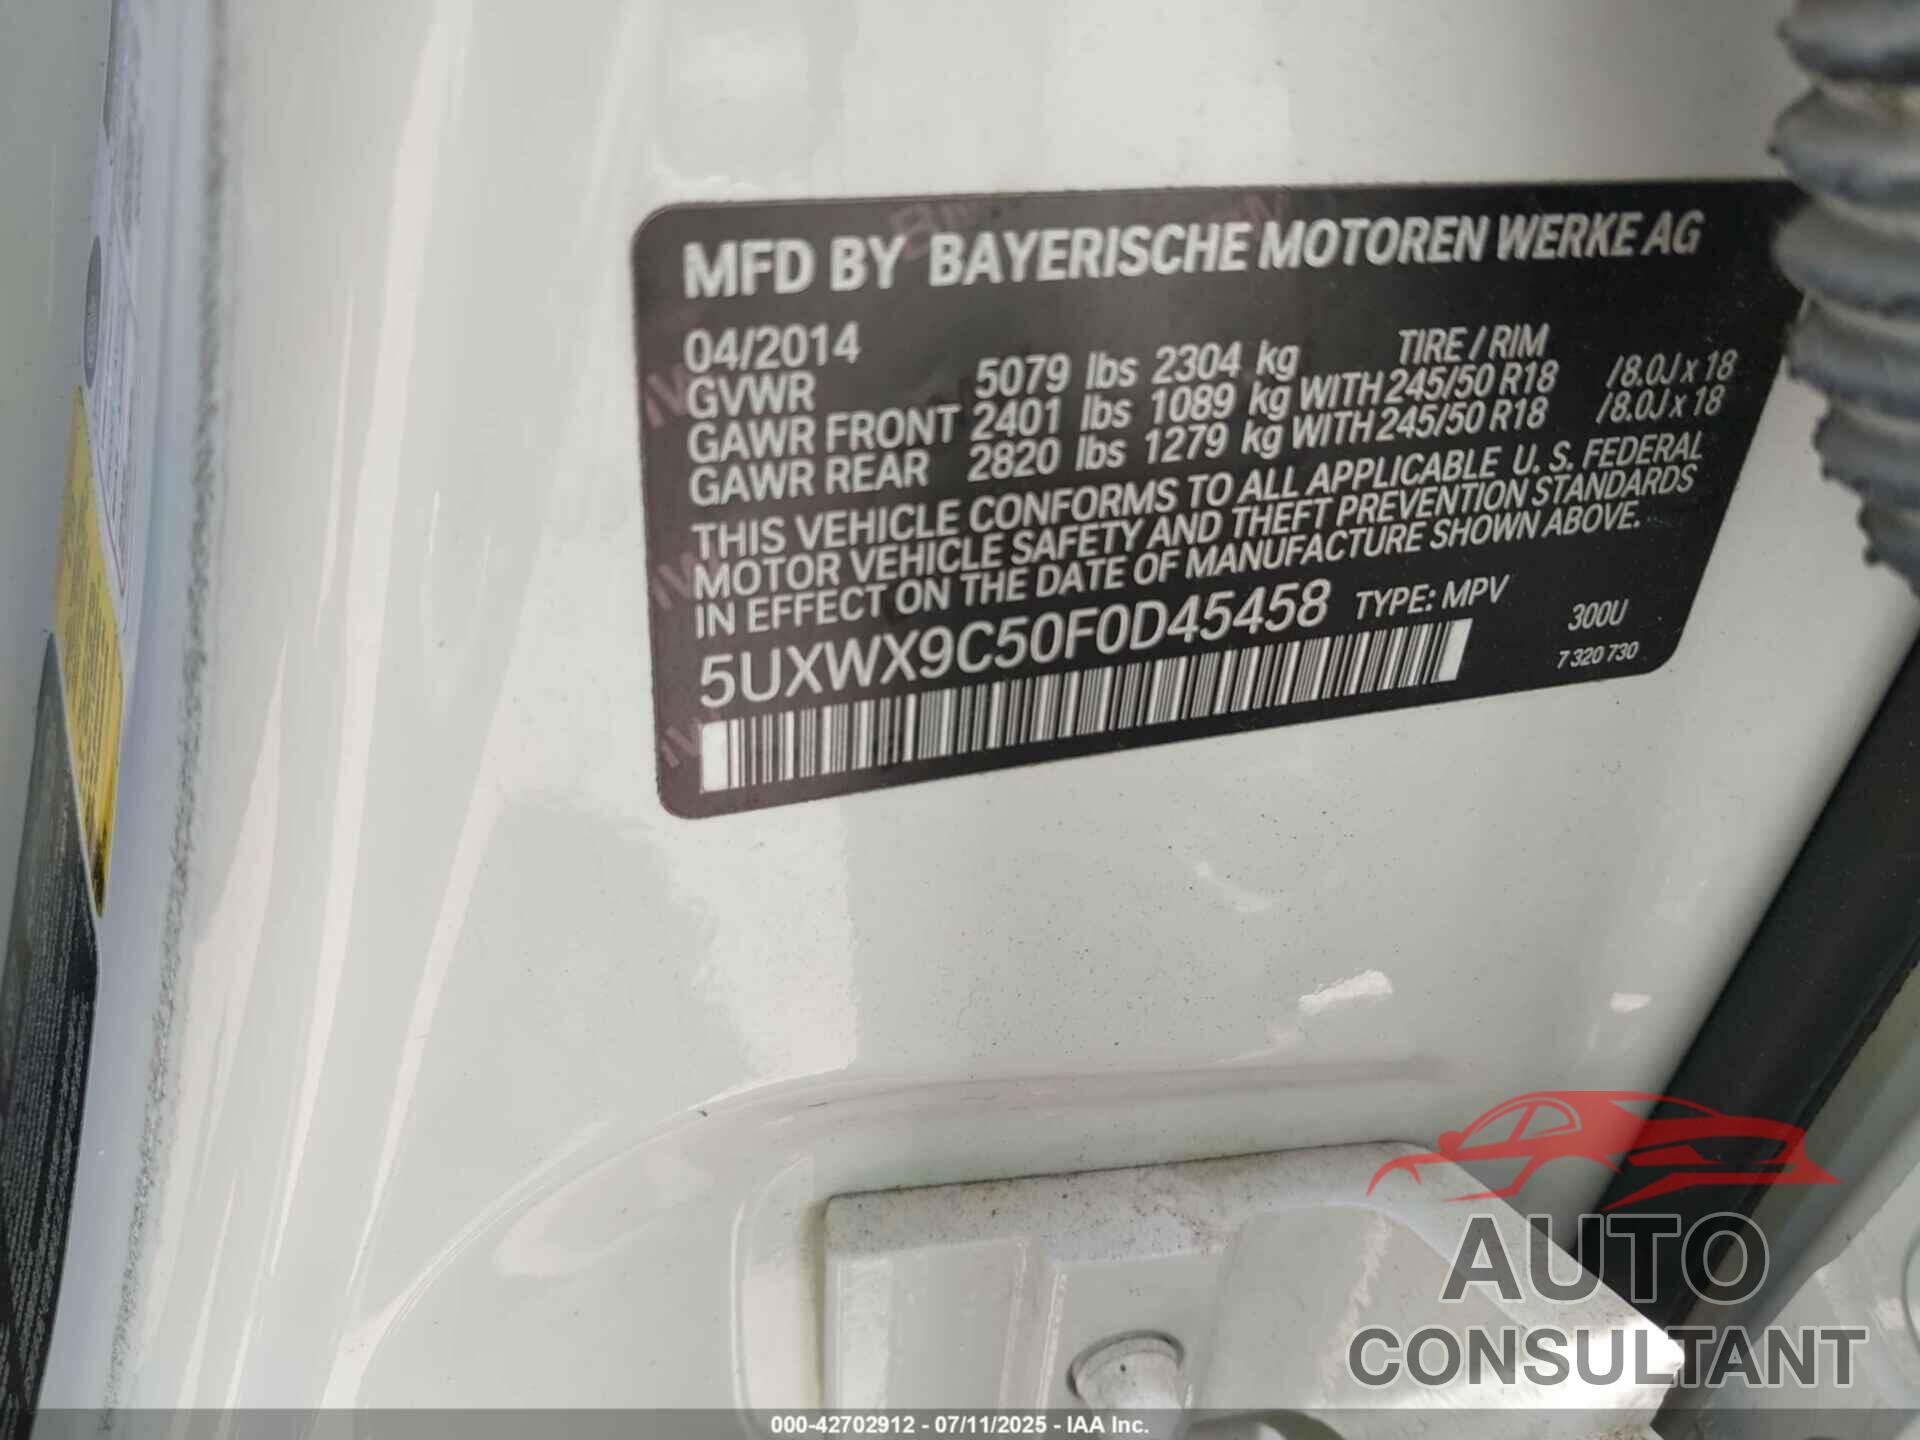 MFD BY BAYERISCHE MOTOREN WERKE AG
04/2014 TIRE / RIM
GVWR 5079 lbs 2304 kg
GAWR FRONT 2401 lbs 1089 kg WITH 245/50 R18 /8.0J x 18
GAWR REAR 2820 lbs 1279 kg WITH 245/50 R18 /8.0J x 18
THIS VEHICLE CONFORMS TO ALL APPLICABLE U. S. FEDERAL
MOTOR VEHICLE SAFETY AND THEFT PREVENTION STANDARDS
IN EFFECT ON THE DATE OF MANUFACTURE SHOWN ABOVE.
5UXWX9C50F0D45458 TYPE: MPV 300U
7 320 730
AUTO
CONSULTANT
000-42702912 - 07/11/2025 - IAA Inc.